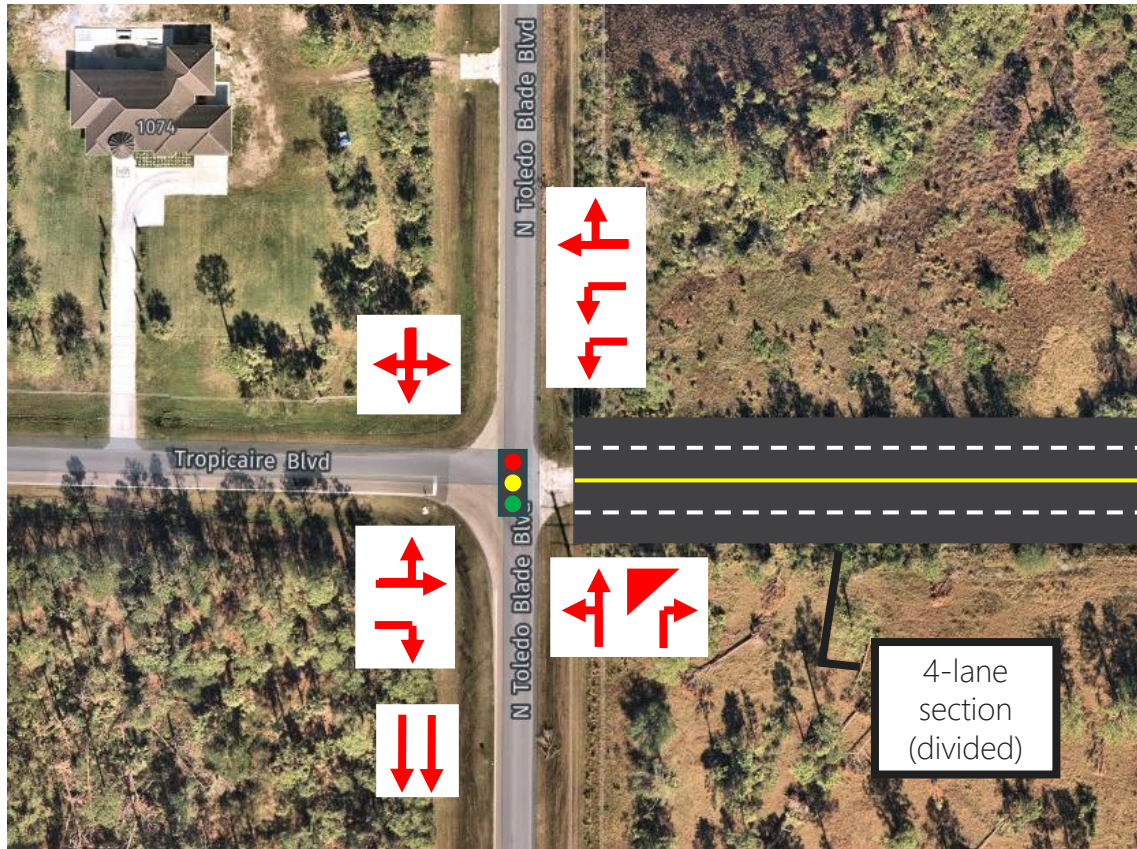 N Toledo Blade Blvd
1074
Tropicaire Blvd
N Toledo Blade Blvd
4-lane
section
(divided)